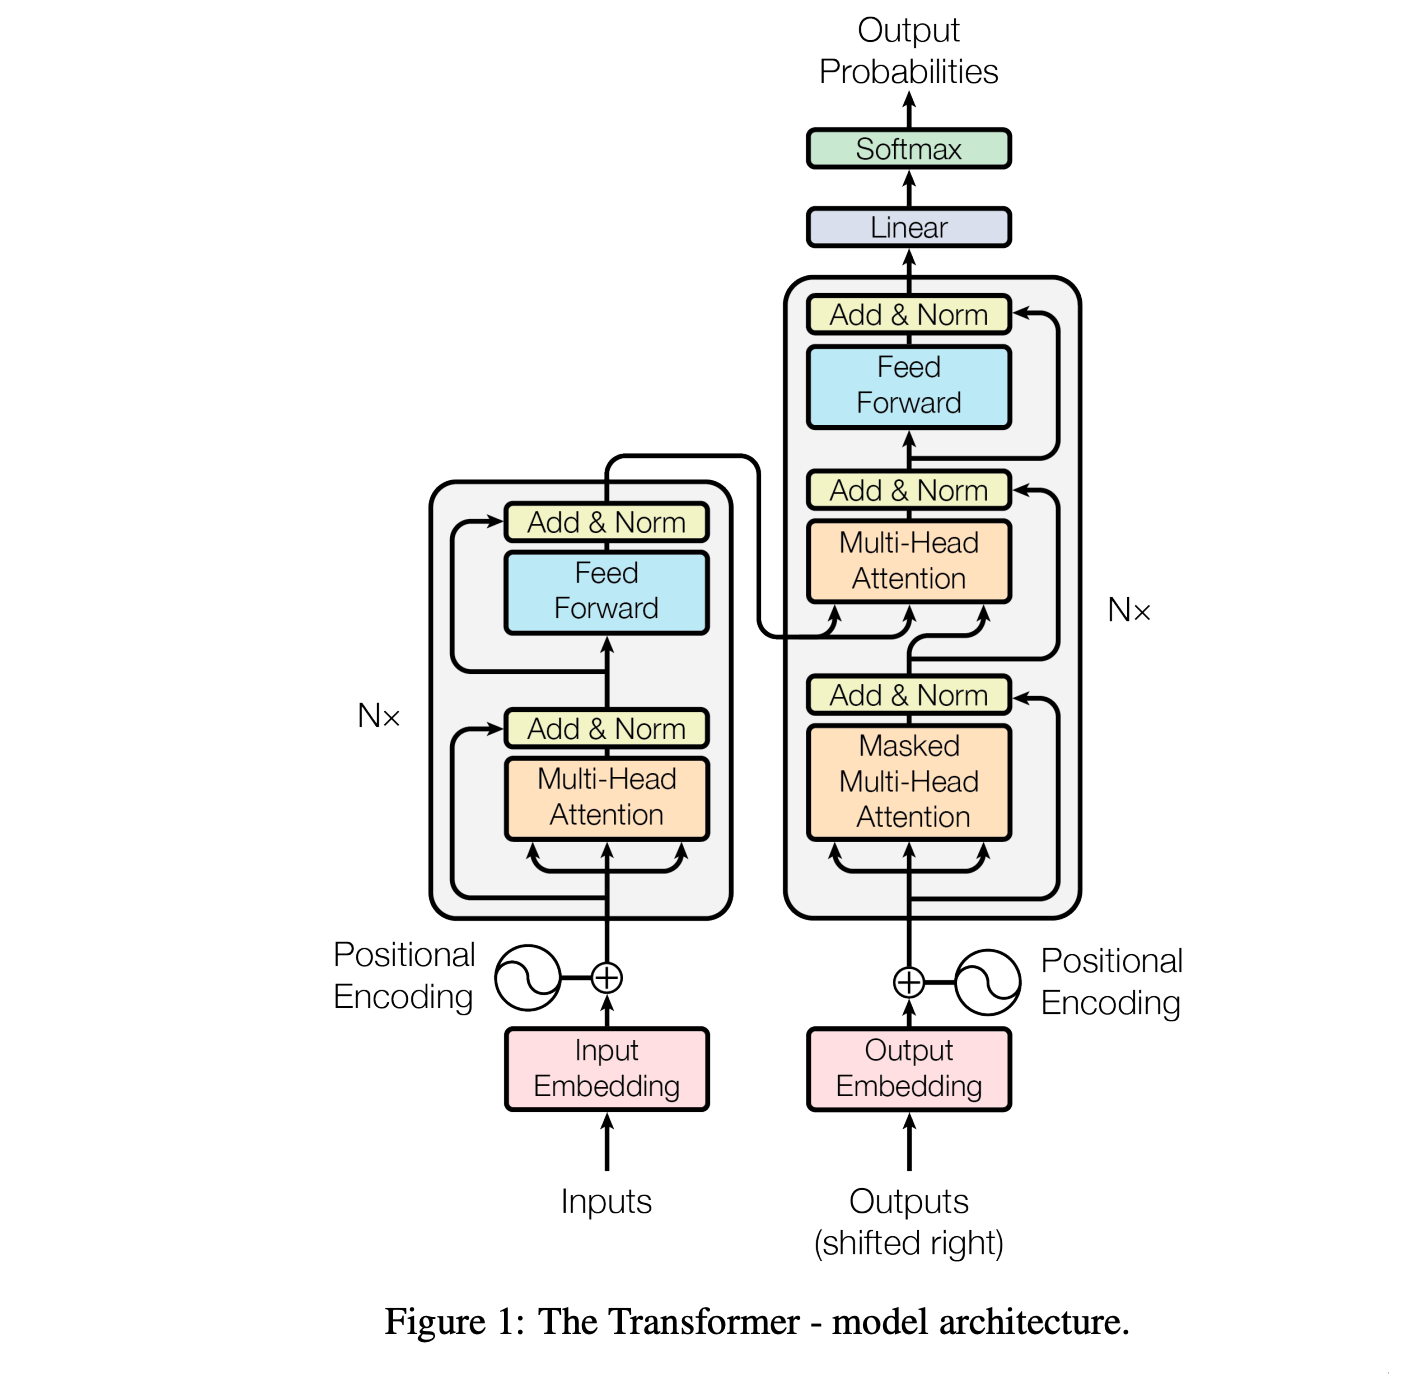 Output
Probabilities
Softmax
Linear
Add & Norm
Feed
Forward
Add & Norm
Multi-Head
Attention
Nx
Add & Norm
Masked
Multi-Head
Attention
Add & Norm
Feed
Forward
Nx
Add & Norm
Multi-Head
Attention
Positional
Encoding
Positional
Encoding
Input
Embedding
Output
Embedding
Inputs
Outputs
(shifted right)
Figure 1: The Transformer - model architecture.